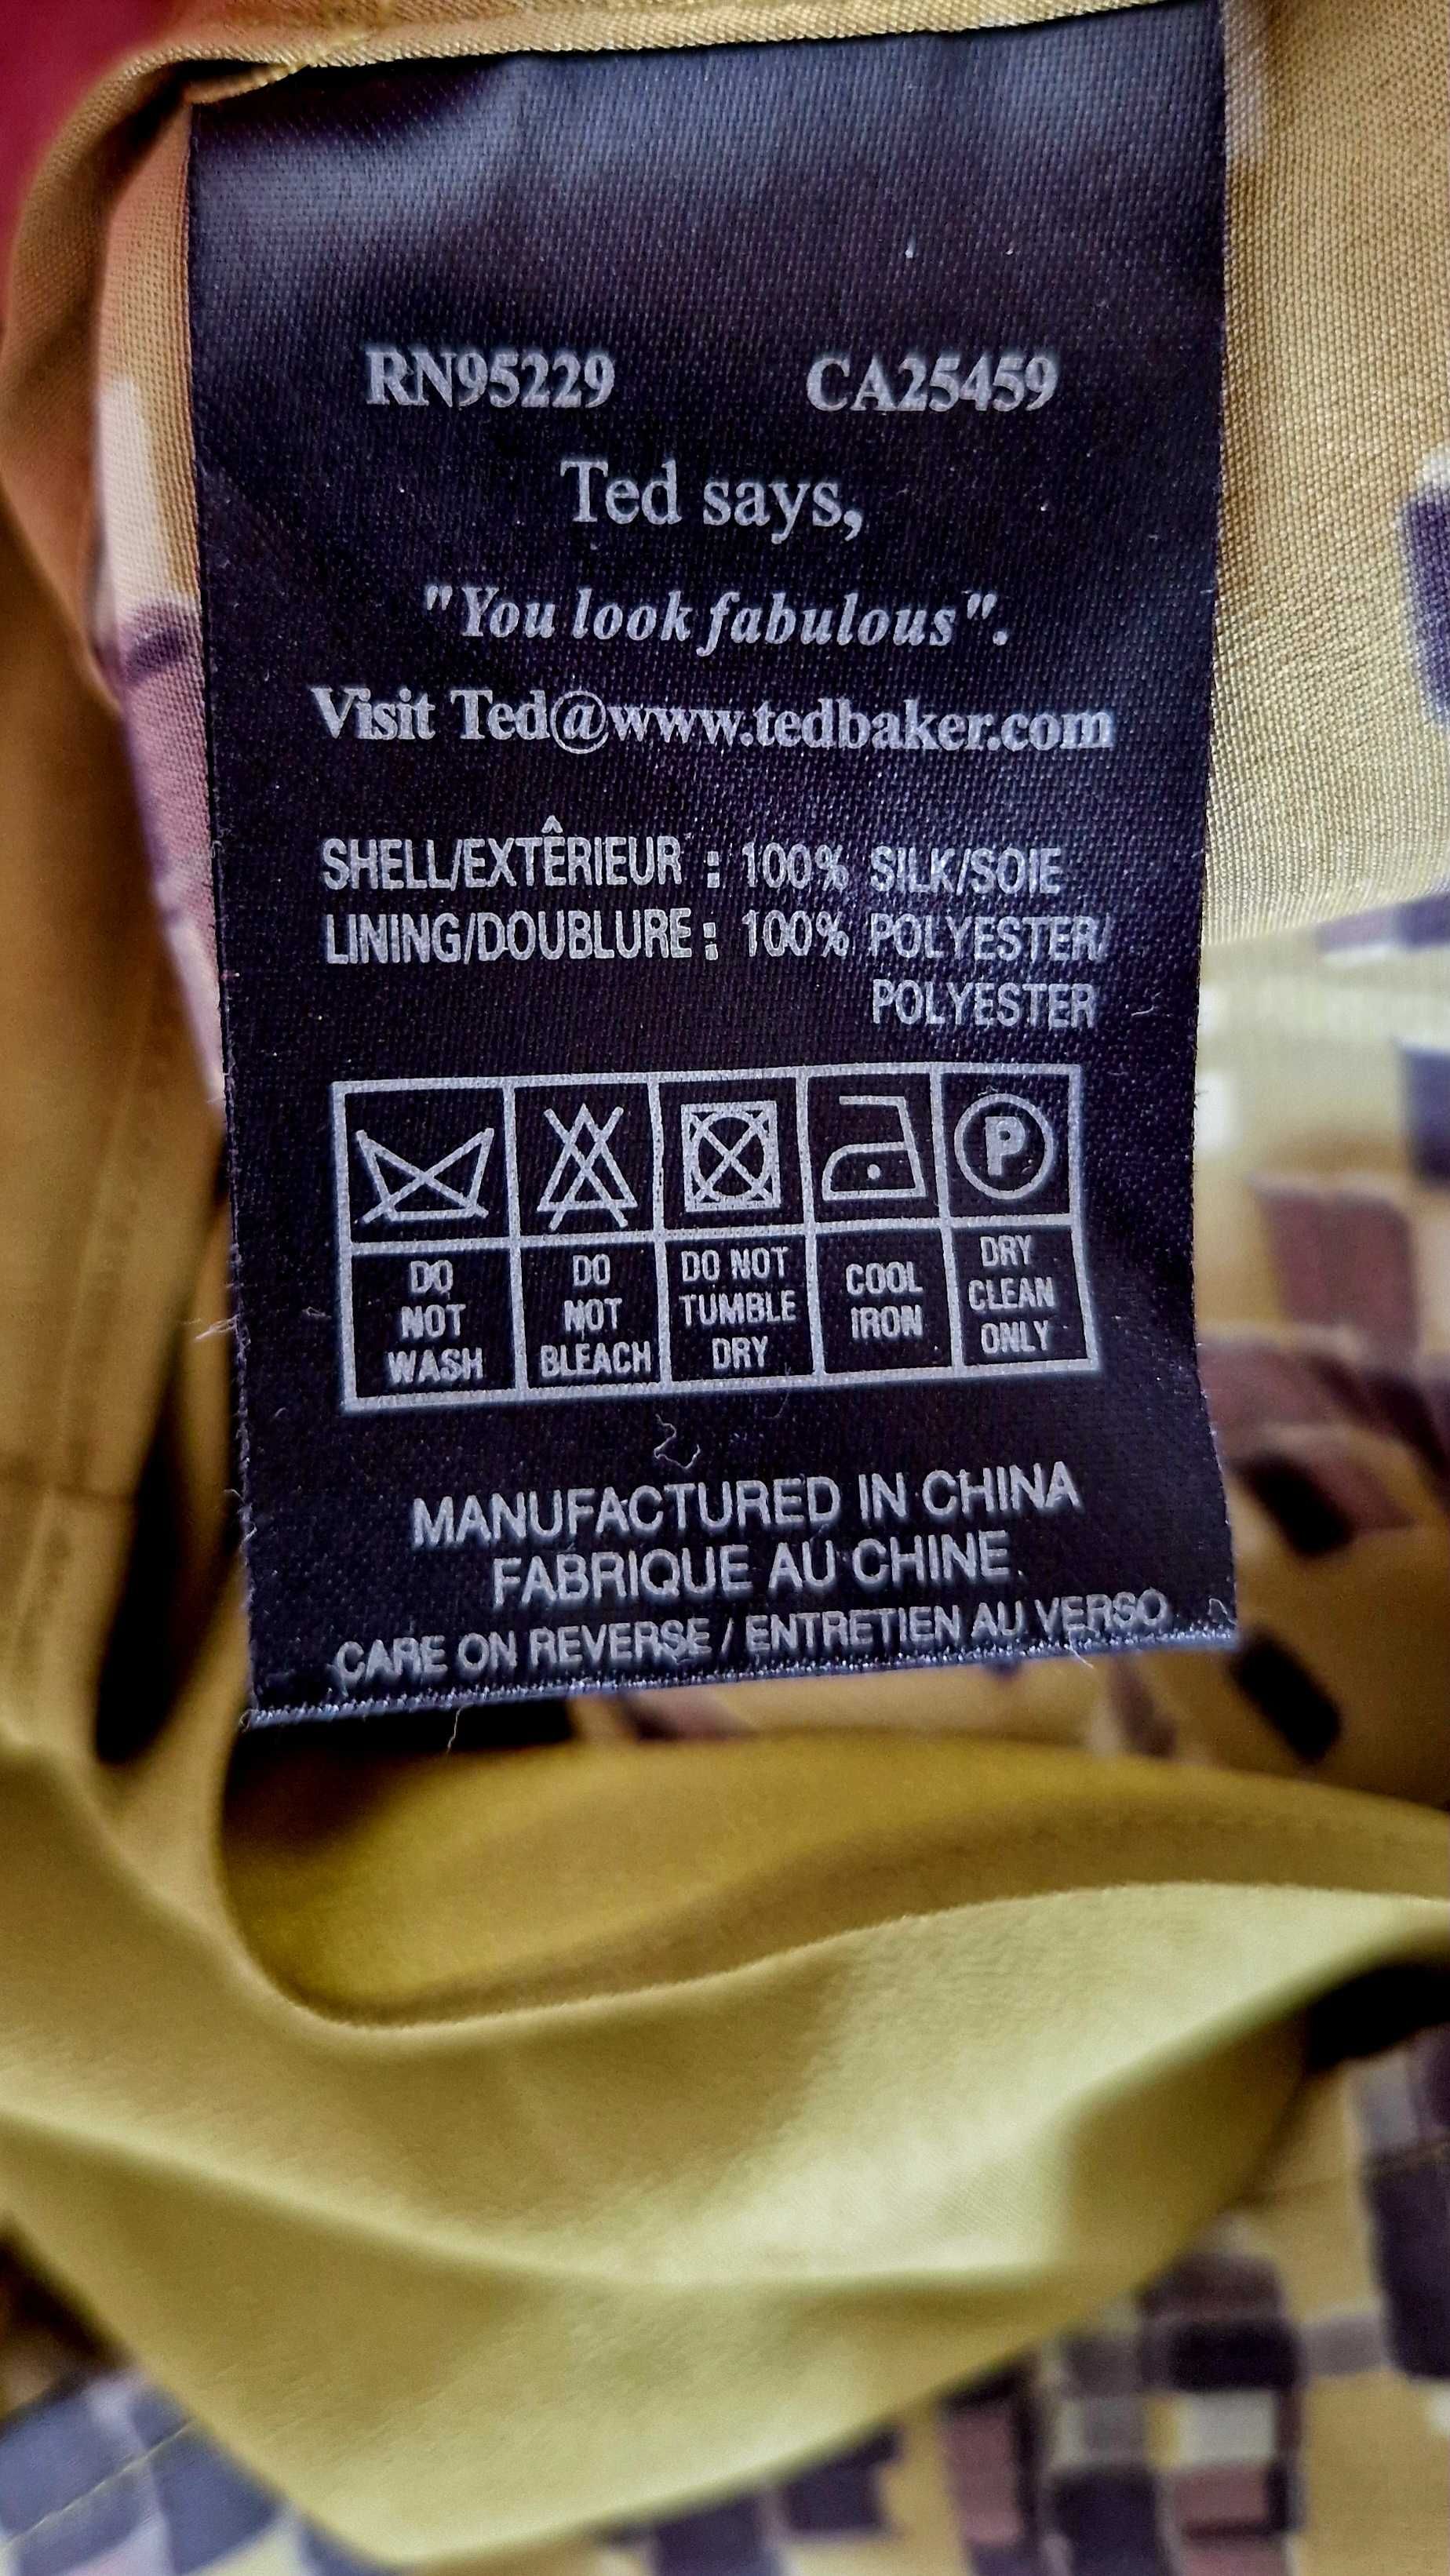 RN95229 CA25459
Ted says,
"You look fabulous".
Visit Ted@www.tedbaker.com
SHELL/EXTÊRIEUR : 100% SILK/SOIE
LINING/DOUBLURE : 100% POLYESTER/
POLYESTER
P
DO NOT WASH
DO NOT BLEACH
DO NOT TUMBLE DRY
COOL IRON
DRY CLEAN ONLY
MANUFACTURED IN CHINA
FABRIQUE AU CHINE
CARE ON REVERSE / ENTRETIEN AU VERSO